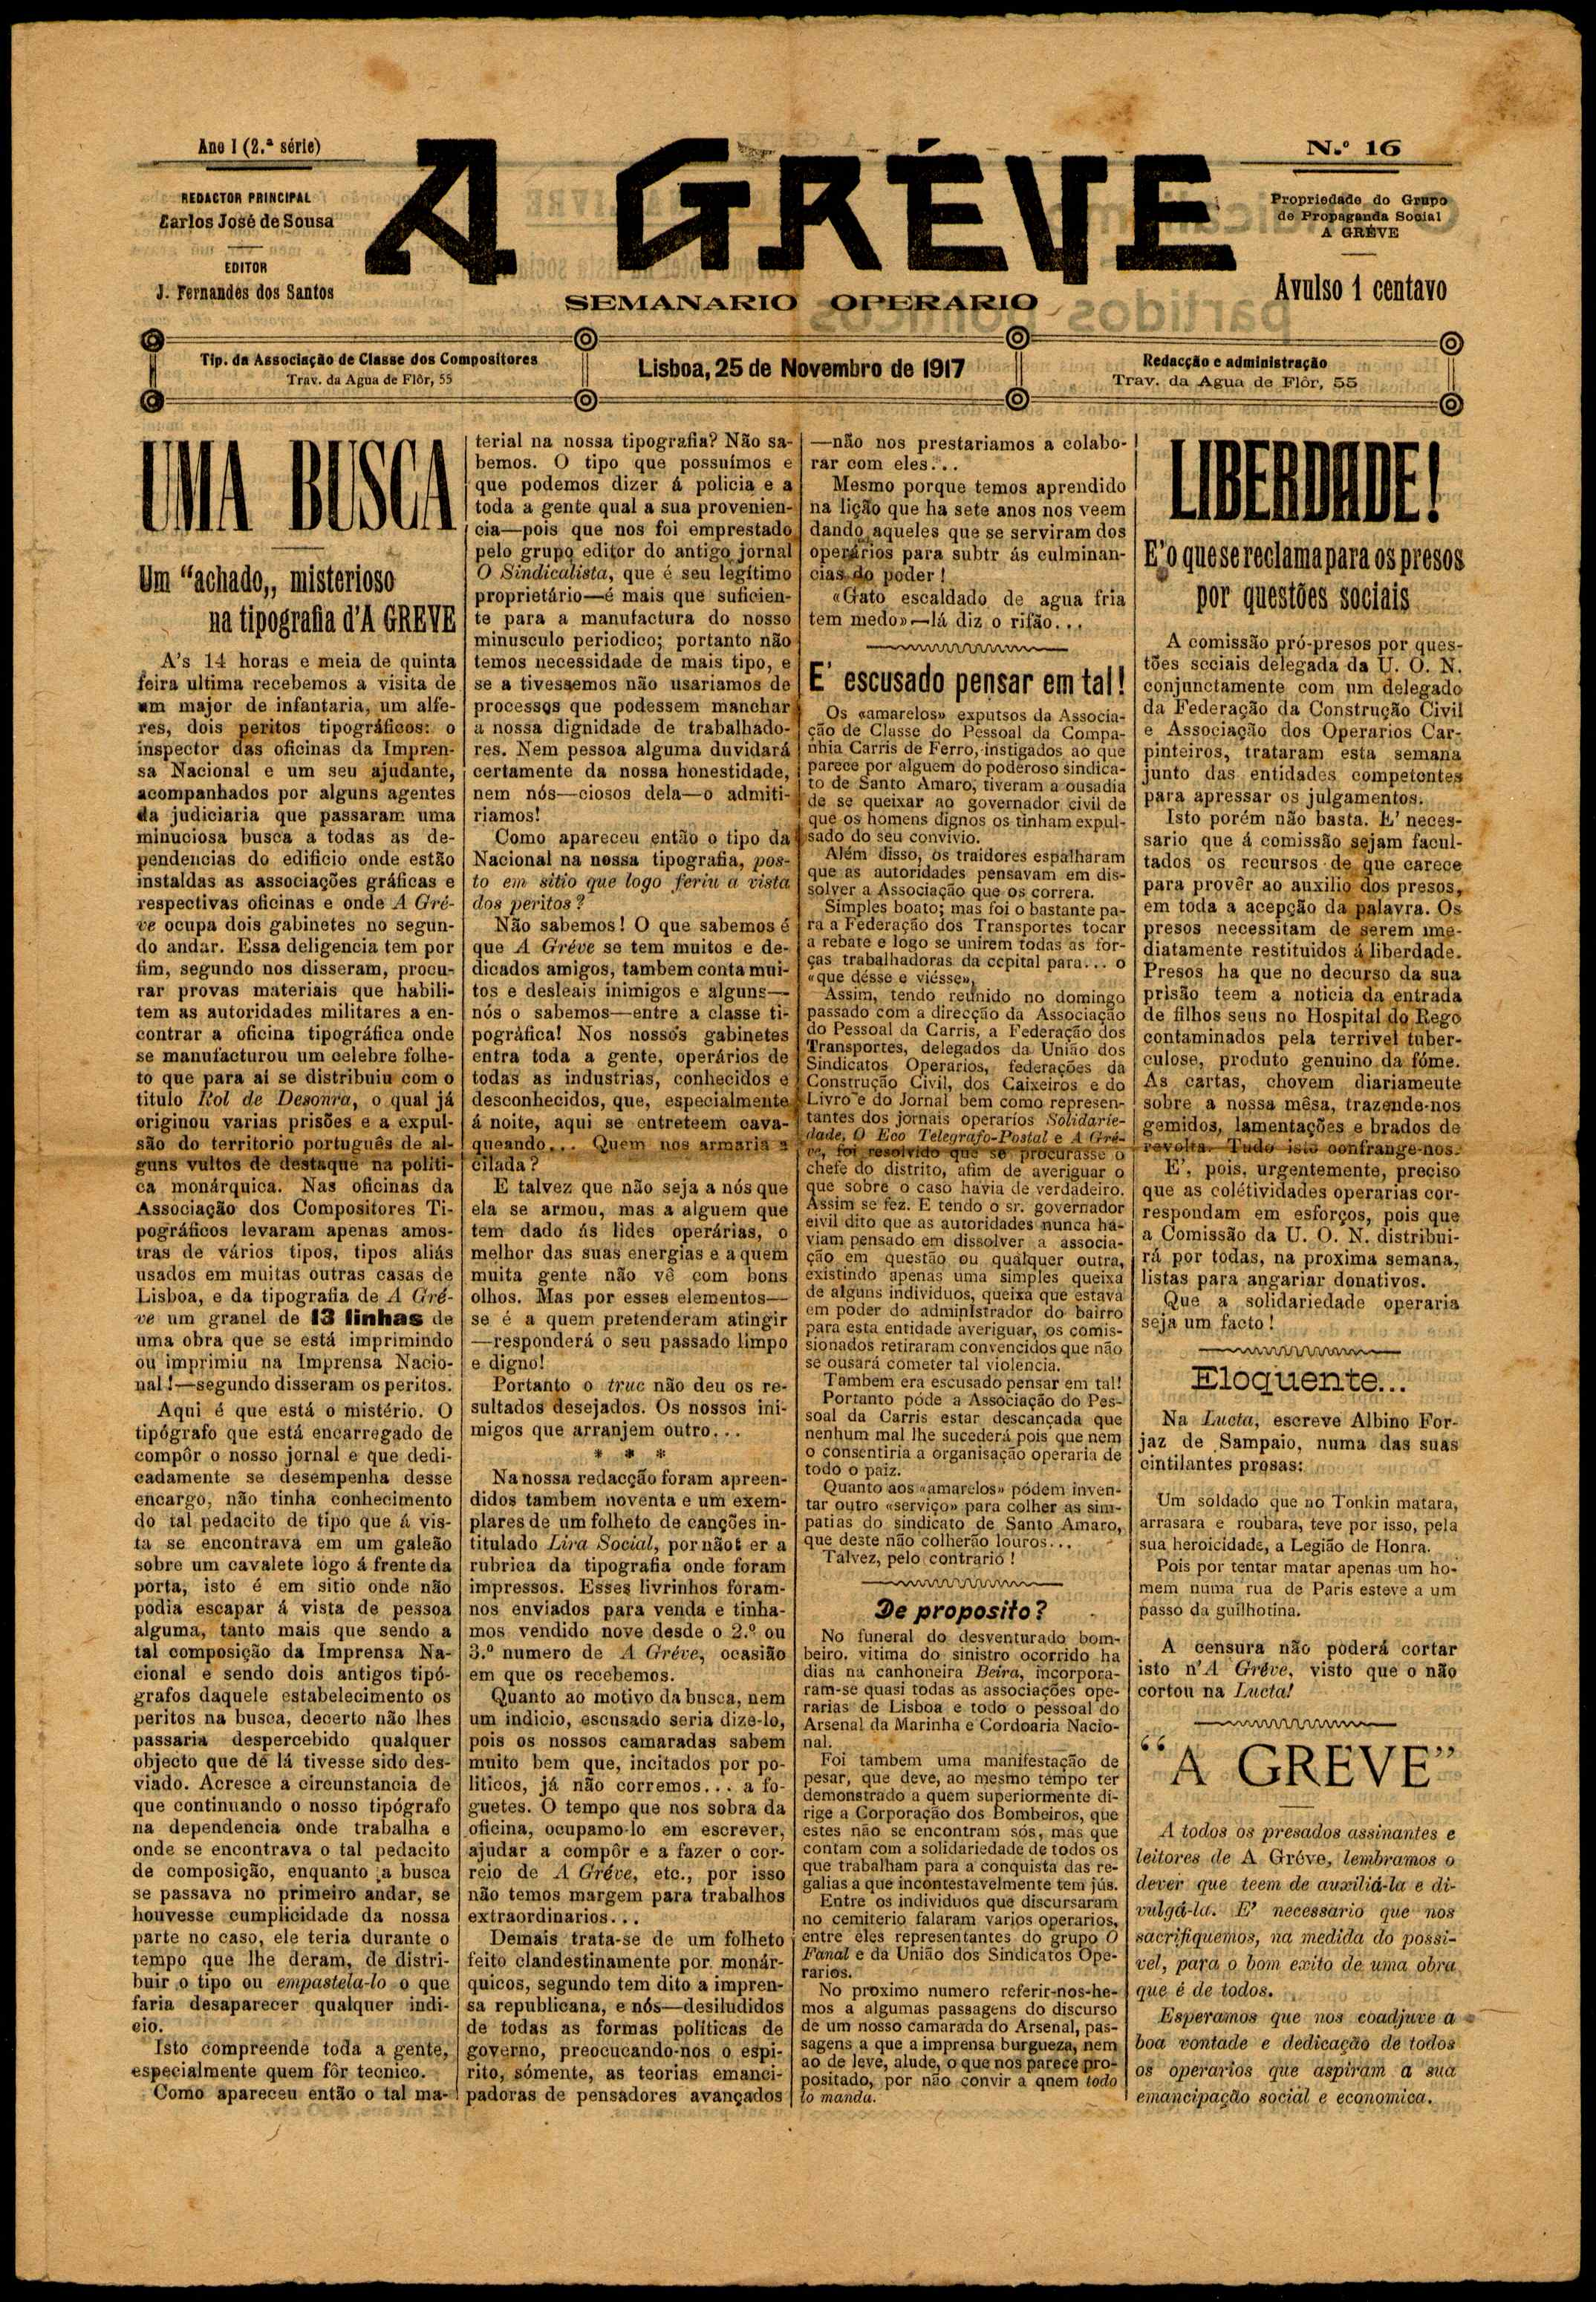 Ano I (2.ª série)
REDACTOR PRINCIPAL
Carlos José de Sousa
EDITOR
J. Fernandes dos Santos
A GRÉVE
SEMANARIO OPERARIO
N.º 16
Propriedade do Grupo
de Propaganda Social
A GRÉVE
Avulso 1 centavo
Tip. da Associação de Classe dos Compositores
Trav. da Agua de Flôr, 55
Lisboa, 25 de Novembro de 1917
Redacção e administração
Trav. da Agua de Flôr, 55
UMA BUSCA
Um “achado„ misterioso
na tipografia d'A GREVE
A's 14 horas e meia de quinta
feira ultima recebemos a visita de
um major de infantaria, um alfe-
res, dois peritos tipográficos: o
inspector das oficinas da Impren-
sa Nacional e um seu ajudante,
acompanhados por alguns agentes
da judiciaria que passaram uma
minuciosa busca a todas as de-
pendencias do edificio onde estão
instaldas as associações gráficas e
respectivas oficinas e onde A Gré-
ve ocupa dois gabinetes no segun-
do andar. Essa deligencia tem por
fim, segundo nos disseram, procu-
rar provas materiais que habili-
tem as autoridades militares a en-
contrar a oficina tipográfica onde
se manufacturou um celebre folhe-
to que para aí se distribuiu com o
titulo Rol de Desonra, o qual já
originou varias prisões e a expul-
são do territorio português de al-
guns vultos de destaque na politi-
ca monárquica. Nas oficinas da
Associação dos Compositores Ti-
pográficos levaram apenas amos-
tras de vários tipos, tipos aliás
usados em muitas outras casas de
Lisboa, e da tipografia de A Gré-
ve um granel de 13 linhas de
uma obra que se está imprimindo
ou imprimiu na Imprensa Nacio-
nal!—segundo disseram os peritos.
Aqui é que está o mistério. O
tipógrafo que está encarregado de
compôr o nosso jornal e que dedi-
cadamente se desempenha desse
encargo, não tinha conhecimento
do tal pedacito de tipo que á vis-
ta se encontrava em um galeão
sobre um cavalete logo á frente da
porta, isto é em sitio onde não
podia escapar á vista de pessoa
alguma, tanto mais que sendo a
tal composição da Imprensa Na-
cional e sendo dois antigos tipó-
grafos daquele estabelecimento os
peritos na busca, decerto não lhes
passaria despercebido qualquer
objecto que de lá tivesse sido des-
viado. Acresce a circunstancia de
que continuando o nosso tipógrafo
na dependencia onde trabalha e
onde se encontrava o tal pedacito
de composição, enquanto a busca
se passava no primeiro andar, se
houvesse cumplicidade da nossa
parte no caso, ele teria durante o
tempo que lhe deram, de distri-
buir o tipo ou empastela-lo o que
faria desaparecer qualquer indi-
cio.
Isto compreende toda a gente,
especialmente quem fôr tecnico.
Como apareceu então o tal ma-
terial na nossa tipografia? Não sa-
bemos. O tipo que possuímos e
que podemos dizer á policia e a
toda a gente qual a sua provenien-
cia—pois que nos foi emprestado
pelo grupo editor do antigo jornal
O Sindicalista, que é seu legítimo
proprietário—é mais que suficien-
te para a manufactura do nosso
minusculo periodico; portanto não
temos necessidade de mais tipo, e
se a tivessemos não usariamos de
processos que podessem manchar
a nossa dignidade de trabalhado-
res. Nem pessoa alguma duvidará
certamente da nossa honestidade,
nem nós—ciosos dela—o admiti-
riamos!
Como apareceu então o tipo da
Nacional na nossa tipografia, pos-
to em sitio que logo feriu a vista
dos peritos?
Não sabemos! O que sabemos é
que A Gréve se tem muitos e de-
dicados amigos, tambem conta mui-
tos e desleais inimigos e alguns—
nós o sabemos—entre a classe ti-
pográfica! Nos nossos gabinetes
entra toda a gente, operários de
todas as industrias, conhecidos e
desconhecidos, que, especialmente
á noite, aqui se entreteem cava-
queando... Quem nos armaria a
cilada?
E talvez que não seja a nós que
ela se armou, mas a alguem que
tem dado ás lides operárias, o
melhor das suas energias e a quem
muita gente não vê com bons
olhos. Mas por esses elementos—
se é a quem pretenderam atingir
—responderá o seu passado limpo
e digno!
Portanto o truc não deu os re-
sultados desejados. Os nossos ini-
migos que arranjem outro...
* * *
Na nossa redacção foram apreen-
didos tambem noventa e um exem-
plares de um folheto de canções in-
titulado Lira Social, por nãot er a
rubrica da tipografia onde foram
impressos. Esses livrinhos foram-
nos enviados para venda e tinha-
mos vendido nove desde o 2.º ou
3.º numero de A Gréve, ocasião
em que os recebemos.
Quanto ao motivo da busca, nem
um indicio, escusado seria dize-lo,
pois os nossos camaradas sabem
muito bem que, incitados por po-
liticos, já não corremos... a fo-
guetes. O tempo que nos sobra da
oficina, ocupamo-lo em escrever,
ajudar a compôr e a fazer o cor-
reio de A Gréve, etc., por isso
não temos margem para trabalhos
extraordinarios...
Demais trata-se de um folheto
feito clandestinamente por monár-
quicos, segundo tem dito a impren-
sa republicana, e nós—desiludidos
de todas as formas politicas de
governo, preocucando-nos o espi-
rito, sómente, as teorias emanci-
padoras de pensadores avançados
—não nos prestariamos a colabo-
rar com eles...
Mesmo porque temos aprendido
na lição que ha sete anos nos veem
dando aqueles que se serviram dos
operários para subtr ás culminan-
cias do poder!
«Gato escaldado de agua fria
tem medo»—lá diz o rifão...
E' escusado pensar em tal!
Os «amarelos» exputsos da Associa-
ção de Classe do Pessoal da Compa-
nhia Carris de Ferro, instigados ao que
parece por alguem do poderoso sindica-
to de Santo Amaro, tiveram a ousadia
de se queixar ao governador civil de
que os homens dignos os tinham expul-
sado do seu convívio.
Além disso, os traidores espalharam
que as autoridades pensavam em dis-
solver a Associação que os correra.
Simples boato; mas foi o bastante pa-
ra a Federação dos Transportes tocar
a rebate e logo se unirem todas as for-
ças trabalhadoras da ccpital para... o
«que désse e viésse».
Assim, tendo reunido no domingo
passado com a direcção da Associação
do Pessoal da Carris, a Federação dos
Transportes, delegados da União dos
Sindicatos Operarios, federações da
Construção Civil, dos Caixeiros e do
Livro e do Jornal bem como represen-
tantes dos jornais operarios Solidarie-
dade, O Eco Telegrafo-Postal e A Gré-
ve, foi resolvido que se procurasse o
chefe do distrito, afim de averiguar o
que sobre o caso havia de verdadeiro.
Assim se fez. E tendo o sr. governador
eivil dito que as autoridades nunca ha-
viam pensado em dissolver a associa-
ção em questão ou qualquer outra,
existindo apenas uma simples queixa
de alguns individuos, queixa que estava
em poder do administrador do bairro
para esta entidade averiguar, os comis-
sionados retiraram convencidos que não
se ousará cometer tal violencia.
Tambem era escusado pensar em tal!
Portanto póde a Associação do Pes-
soal da Carris estar descançada que
nenhum mal lhe sucederá pois que nem
o consentiria a organisação operaria de
todo o paiz.
Quanto aos «amarelos» pódem inven-
tar outro «serviço» para colher as sim-
patias do sindicato de Santo Amaro,
que deste não colherão louros...
Talvez, pelo contrario!
De proposito?
No funeral do desventurado bom-
beiro, vitima do sinistro ocorrido ha
dias na canhoneira Beira, incorpora-
ram-se quasi todas as associações ope-
rarias de Lisboa e todo o pessoal do
Arsenal da Marinha e Cordoaria Nacio-
nal.
Foi tambem uma manifestação de
pesar, que deve, ao mesmo tempo ter
demonstrado a quem superiormente di-
rige a Corporação dos Bombeiros, que
estes não se encontram sós, mas que
contam com a solidariedade de todos os
que trabalham para a conquista das re-
galias a que incontestavelmente tem jús.
Entre os individuos que discursaram
no cemiterio falaram varios operarios,
entre eles representantes do grupo O
Fanal e da União dos Sindicatos Ope-
rarios.
No proximo numero referir-nos-he-
mos a algumas passagens do discurso
de um nosso camarada do Arsenal, pas-
sagens a que a imprensa burgueza, nem
ao de leve, alude, o que nos parece pro-
positado, por não convir a qnem todo
lo manda.
LIBERDADE!
E' o que se reclama para os presos
por questões sociais
A comissão pró-presos por ques-
tões sociais delegada da U. O. N.
conjunctamente com um delegado
da Federação da Construção Civil
e Associação dos Operarios Car-
pinteiros, trataram esta semana
junto das entidades competentes
para apressar os julgamentos.
Isto porém não basta. E' neces-
sario que á comissão sejam facul-
tados os recursos de que carece
para provêr ao auxilio dos presos,
em toda a acepção da palavra. Os
presos necessitam de serem ime-
diatamente restituidos á liberdade.
Presos ha que no decurso da sua
prisão teem a noticia da entrada
de filhos seus no Hospital do Rego
contaminados pela terrivel tuber-
culose, produto genuino da fóme.
As cartas, chovem diariamente
sobre a nossa mêsa, trazende-nos
gemidos, lamentações e brados de
revolta. Tudo isto confrange-nos.
E', pois, urgentemente, preciso
que as colétividades operarias cor-
respondam em esforços, pois que
a Comissão da U. O. N. distribui-
rá por todas, na proxima semana,
listas para angariar donativos.
Que a solidariedade operaria
seja um facto!
Eloquente...
Na Lucta, escreve Albino For-
jaz de Sampaio, numa das suas
cintilantes prosas:
Um soldado que no Tonkin matara,
arrasara e roubara, teve por isso, pela
sua heroicidade, a Legião de Honra.
Pois por tentar matar apenas um ho-
mem numa rua de Paris esteve a um
passo da guilhotina.
A censura não poderá cortar
isto n'A Gréve, visto que o não
cortou na Lucta!
“A GREVE”
A todos os presados assinantes e
leitores de A Gréve, lembramos o
dever que teem de auxiliá-la e di-
vulgá-la. E' necessario que nos
sacrifiquemos, na medida do possi-
vel, para o bom exito de uma obra
que é de todos.
Esperamos que nos coadjuve a
boa vontade e dedicação de todos
os operarios que aspiram a sua
emancipação social e economica.